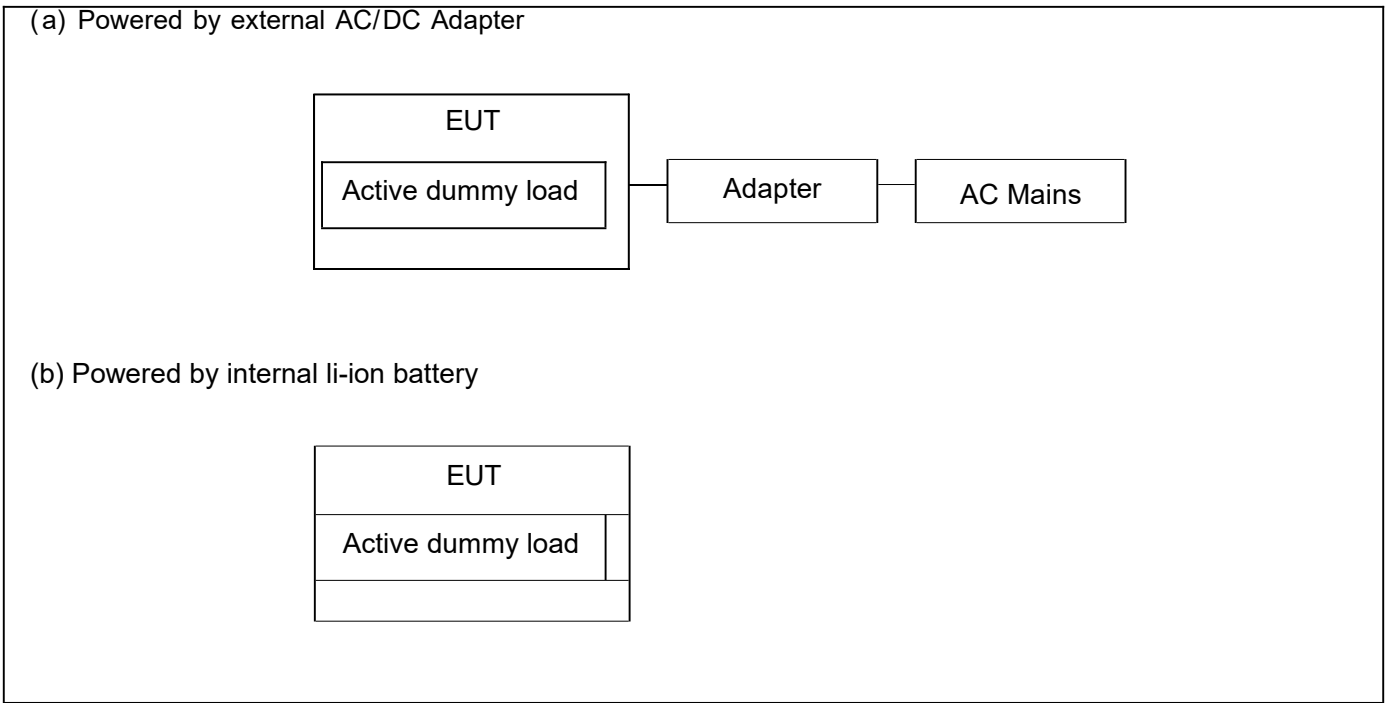 (a) Powered by external AC/DC Adapter
EUT
Active dummy load
Adapter
AC Mains
(b) Powered by internal li-ion battery
EUT
Active dummy load